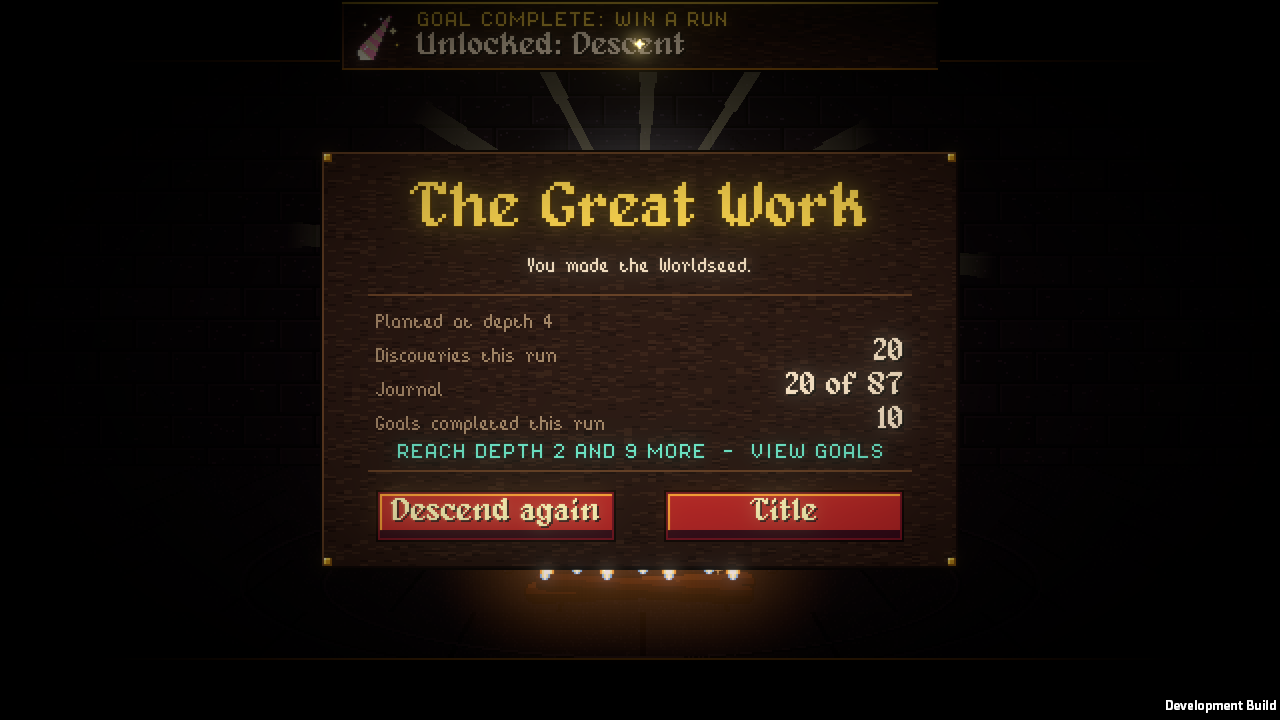 GOAL COMPLETE: WIN A RUN
Unlocked: Descent
The Great Work
You made the Worldseed.
Planted at depth 4
Discoveries this run 20
Journal 20 of 87
Goals completed this run 10
REACH DEPTH 2 AND 9 MORE - VIEW GOALS
Descend again Title
Development Build